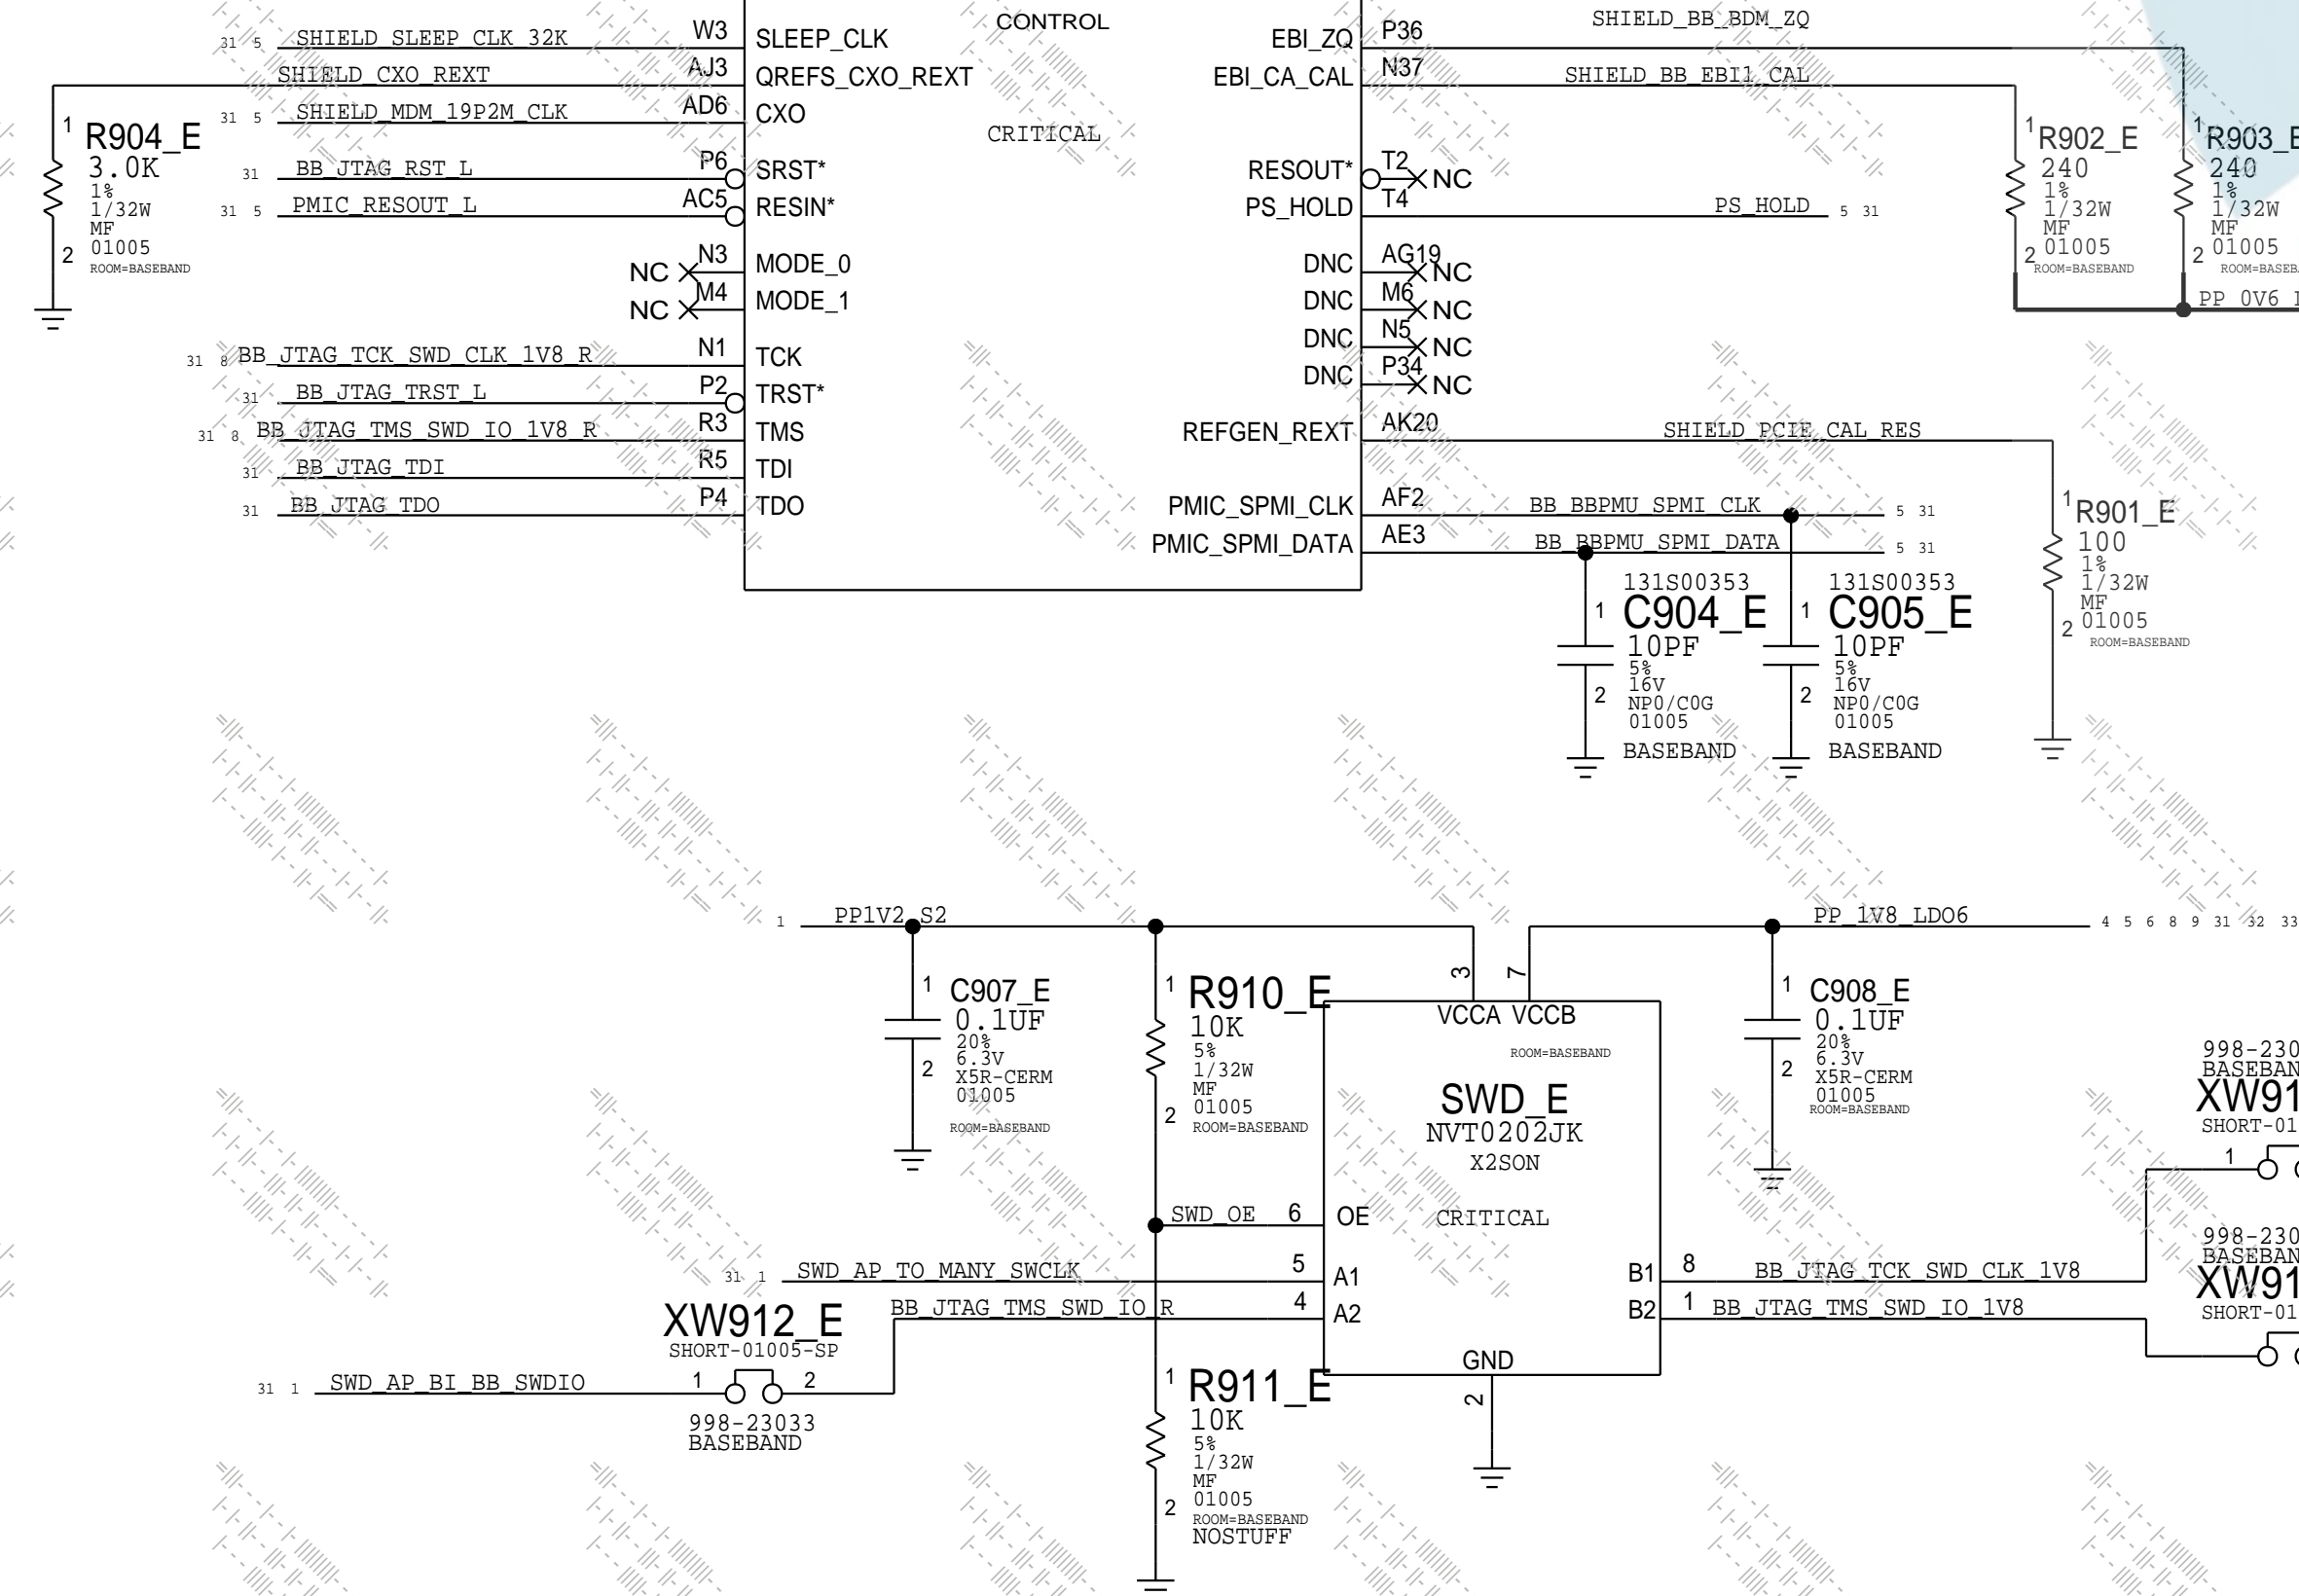 CONTROL
SHIELD_BB_BDM_ZQ
31 5 SHIELD_SLEEP_CLK_32K W3 SLEEP_CLK
EBI_ZQ P36
SHIELD_CXO_REXT AJ3 QREFS_CXO_REXT
EBI_CA_CAL N37 SHIELD_BB_EBI1_CAL
31 5 SHIELD_MDM_19P2M_CLK AD6 CXO
CRITICAL
1 R904_E
3.0K
1%
1/32W
MF
2 01005
ROOM=BASEBAND
31 BB_JTAG_RST_L P6 SRST*
31 5 PMIC_RESOUT_L AC5 RESIN*
NC N3 MODE_0
NC M4 MODE_1
31 8 BB_JTAG_TCK_SWD_CLK_1V8_R N1 TCK
31 BB_JTAG_TRST_L P2 TRST*
31 8 BB_JTAG_TMS_SWD_IO_1V8_R R3 TMS
31 BB_JTAG_TDI R5 TDI
31 BB_JTAG_TDO P4 TDO
RESOUT* T2 NC
PS_HOLD T4 PS_HOLD 5 31
DNC AG19 NC
DNC M6 NC
DNC N5 NC
DNC P34 NC
REFGEN_REXT AK20 SHIELD_PCIE_CAL_RES
PMIC_SPMI_CLK AF2 BB_BBPMU_SPMI_CLK 5 31
PMIC_SPMI_DATA AE3 BB_BBPMU_SPMI_DATA 5 31
1 R902_E
240
1%
1/32W
MF
2 01005
ROOM=BASEBAND
1 R903_E
240
1%
1/32W
MF
2 01005
ROOM=BASEB
PP_0V6_
1 R901_E
100
1%
1/32W
MF
2 01005
ROOM=BASEBAND
131S00353
1 C904_E
10PF
5%
16V
2 NP0/C0G
01005
BASEBAND
131S00353
1 C905_E
10PF
5%
16V
2 NP0/C0G
01005
BASEBAND
1 PP1V2_S2
PP_1V8_LDO6 4 5 6 8 9 31 32 33
1 C907_E
0.1UF
20%
6.3V
2 X5R-CERM
01005
ROOM=BASEBAND
1 R910_E
10K
5%
1/32W
MF
2 01005
ROOM=BASEBAND
3 7
VCCA VCCB
ROOM=BASEBAND
SWD_E
NVT0202JK
X2SON
CRITICAL
1 C908_E
0.1UF
20%
6.3V
2 X5R-CERM
01005
ROOM=BASEBAND
998-230
BASEBAN
XW91
SHORT-01
1
SWD_OE 6 OE
31 1 SWD_AP_TO_MANY_SWCLK 5 A1
BB_JTAG_TMS_SWD_IO_R 4 A2
B1 8 BB_JTAG_TCK_SWD_CLK_1V8
B2 1 BB_JTAG_TMS_SWD_IO_1V8
998-230
BASEBAN
XW91
SHORT-01
GND
2
XW912_E
SHORT-01005-SP
31 1 SWD_AP_BI_BB_SWDIO 1 2
998-23033
BASEBAND
1 R911_E
10K
5%
1/32W
MF
2 01005
ROOM=BASEBAND
NOSTUFF